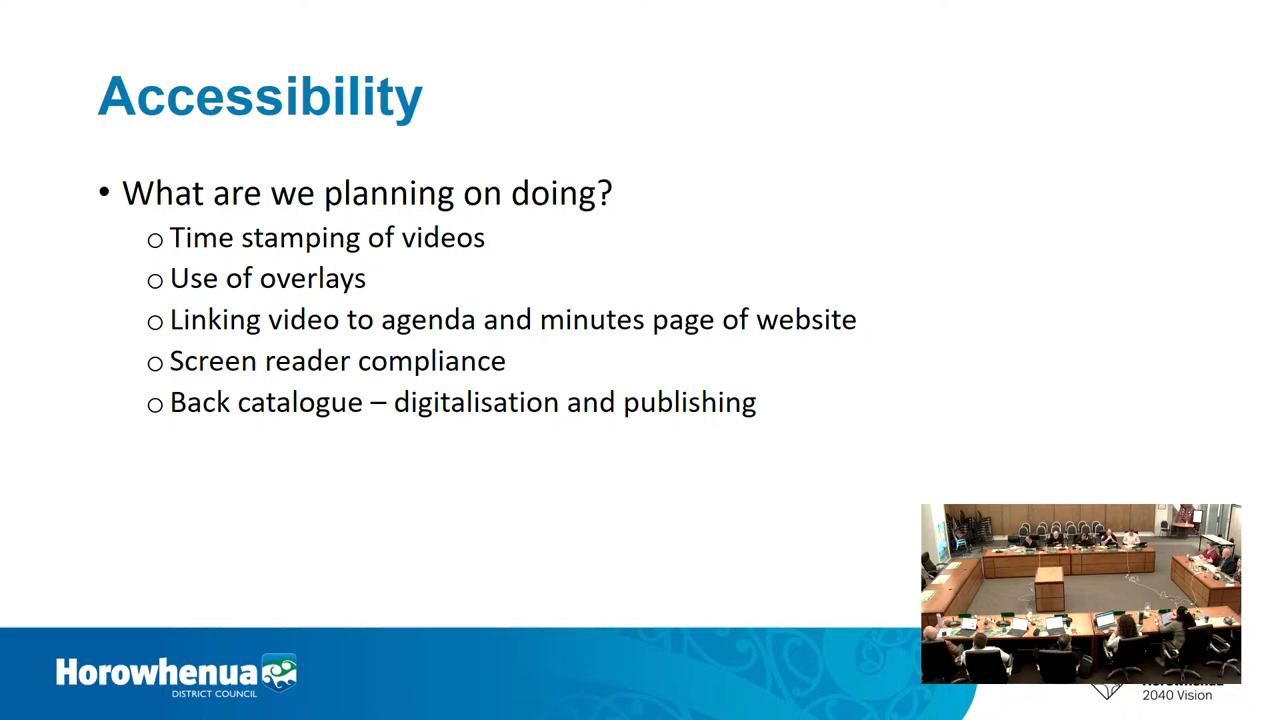 Accessibility
• What are we planning on doing?
o Time stamping of videos
o Use of overlays
o Linking video to agenda and minutes page of website
o Screen reader compliance
o Back catalogue – digitalisation and publishing
Horowhenua
DISTRICT COUNCIL
2040 Vision